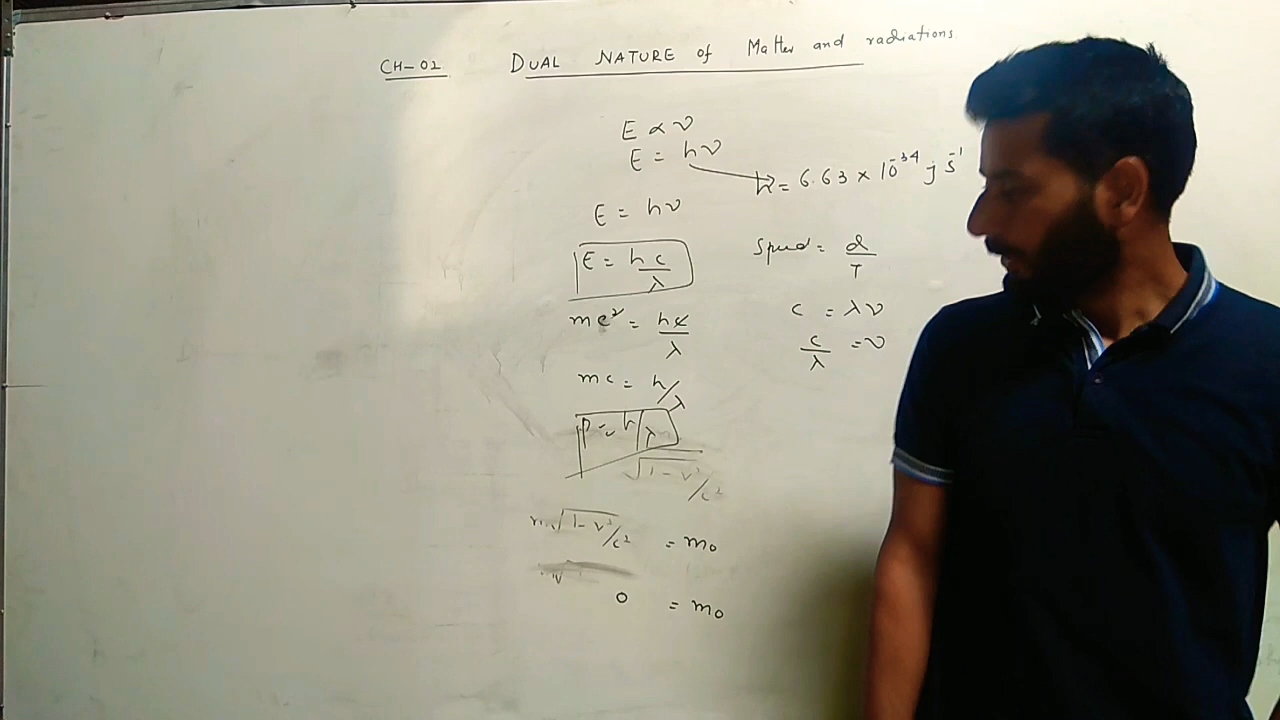 CH-02 DUAL NATURE of Matter and radiations
E ∝ ν
E = hν
h = 6.63 × 10⁻³⁴ j s⁻¹
E = hν
E = hc/λ
Speed = d/T
mc² = hc/λ
c = λν
c/λ = ν
mc = h/λ
p = h/λ
√1 - v²/c²
m√1 - v²/c² = m₀
0 = m₀